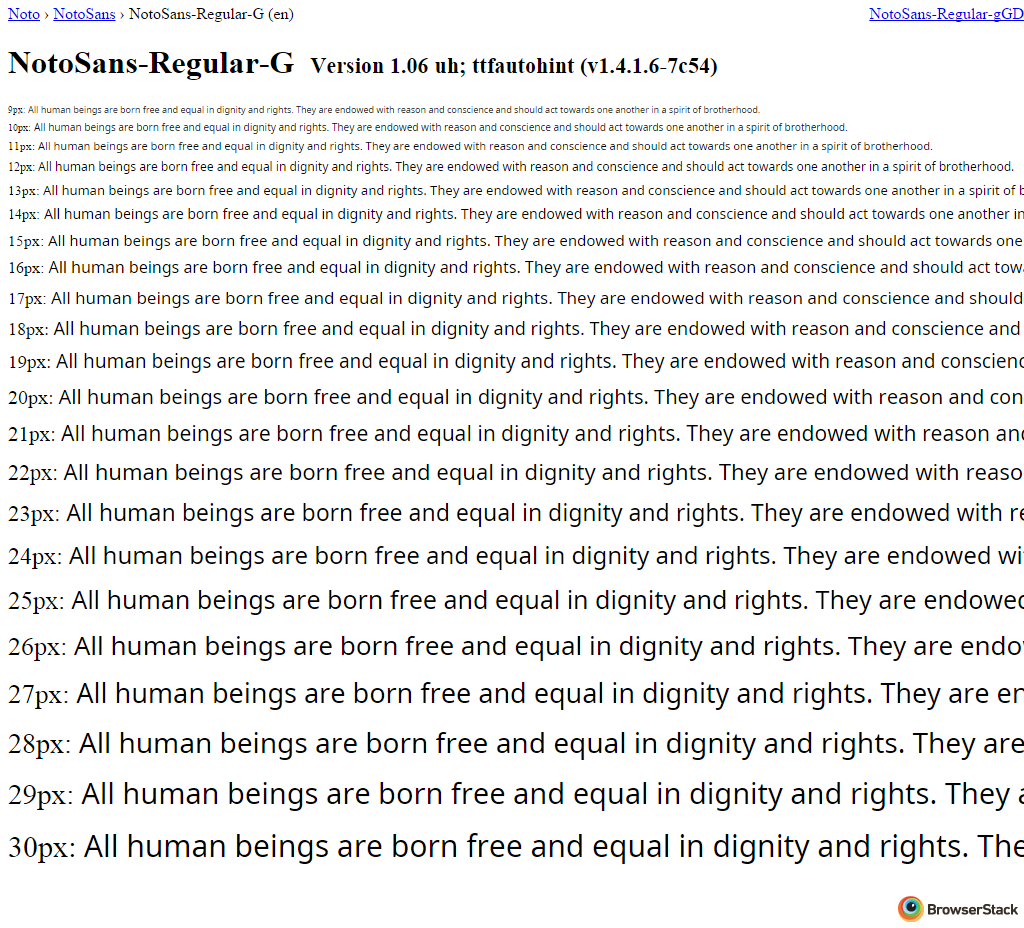 Noto › NotoSans › NotoSans-Regular-G (en) NotoSans-Regular-gGD
NotoSans-Regular-G Version 1.06 uh; ttfautohint (v1.4.1.6-7c54)
9px: All human beings are born free and equal in dignity and rights. They are endowed with reason and conscience and should act towards one another in a spirit of brotherhood.
10px: All human beings are born free and equal in dignity and rights. They are endowed with reason and conscience and should act towards one another in a spirit of brotherhood.
11px: All human beings are born free and equal in dignity and rights. They are endowed with reason and conscience and should act towards one another in a spirit of brotherhood.
12px: All human beings are born free and equal in dignity and rights. They are endowed with reason and conscience and should act towards one another in a spirit of brotherhood.
13px: All human beings are born free and equal in dignity and rights. They are endowed with reason and conscience and should act towards one another in a spirit of b
14px: All human beings are born free and equal in dignity and rights. They are endowed with reason and conscience and should act towards one another in
15px: All human beings are born free and equal in dignity and rights. They are endowed with reason and conscience and should act towards one
16px: All human beings are born free and equal in dignity and rights. They are endowed with reason and conscience and should act tow
17px: All human beings are born free and equal in dignity and rights. They are endowed with reason and conscience and should
18px: All human beings are born free and equal in dignity and rights. They are endowed with reason and conscience and
19px: All human beings are born free and equal in dignity and rights. They are endowed with reason and conscienc
20px: All human beings are born free and equal in dignity and rights. They are endowed with reason and con
21px: All human beings are born free and equal in dignity and rights. They are endowed with reason and
22px: All human beings are born free and equal in dignity and rights. They are endowed with reaso
23px: All human beings are born free and equal in dignity and rights. They are endowed with re
24px: All human beings are born free and equal in dignity and rights. They are endowed wi
25px: All human beings are born free and equal in dignity and rights. They are endowed
26px: All human beings are born free and equal in dignity and rights. They are endo
27px: All human beings are born free and equal in dignity and rights. They are en
28px: All human beings are born free and equal in dignity and rights. They are
29px: All human beings are born free and equal in dignity and rights. They a
30px: All human beings are born free and equal in dignity and rights. The
BrowserStack